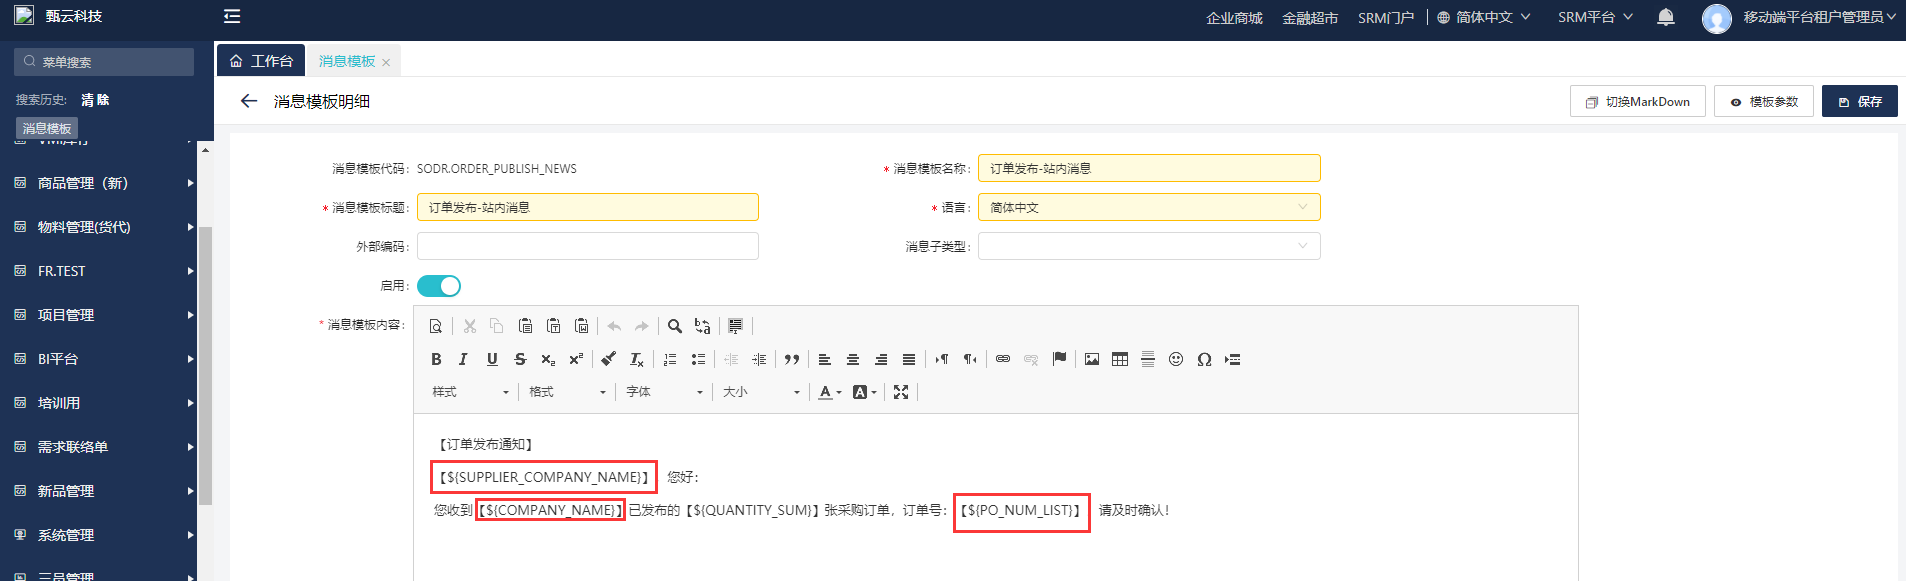 甄云科技
企业商城 金融超市 SRM门户 简体中文 SRM平台 移动端平台租户管理员
菜单搜索
工作台 消息模板
搜索历史: 清 除
消息模板
消息模板明细
切换MarkDown 模板参数 保存
VMI库存
商品管理（新）
物料管理(货代)
FR.TEST
项目管理
BI平台
培训用
需求联络单
新品管理
系统管理
三员管理
消息模板代码: SODR.ORDER_PUBLISH_NEWS
* 消息模板名称: 订单发布-站内消息
* 消息模板标题: 订单发布-站内消息
* 语言: 简体中文
外部编码:
消息子类型:
启用:
* 消息模板内容:
样式 格式 字体 大小
【订单发布通知】
【${SUPPLIER_COMPANY_NAME}】 您好：
您收到【${COMPANY_NAME}】已发布的【${QUANTITY_SUM}】张采购订单，订单号：【${PO_NUM_LIST}】 请及时确认！